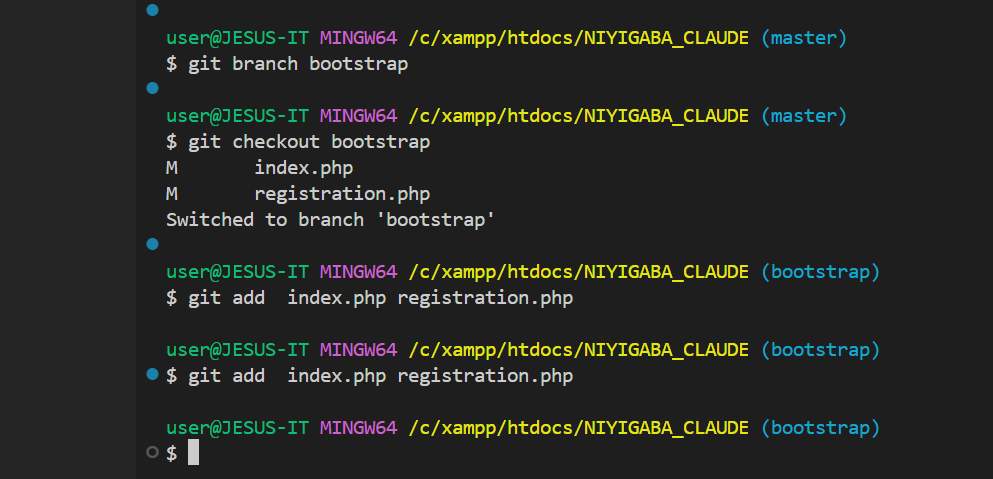 user@JESUS-IT MINGW64 /c/xampp/htdocs/NIYIGABA_CLAUDE (master)
$ git branch bootstrap
user@JESUS-IT MINGW64 /c/xampp/htdocs/NIYIGABA_CLAUDE (master)
$ git checkout bootstrap
M       index.php
M       registration.php
Switched to branch 'bootstrap'
user@JESUS-IT MINGW64 /c/xampp/htdocs/NIYIGABA_CLAUDE (bootstrap)
$ git add  index.php registration.php
user@JESUS-IT MINGW64 /c/xampp/htdocs/NIYIGABA_CLAUDE (bootstrap)
$ git add  index.php registration.php
user@JESUS-IT MINGW64 /c/xampp/htdocs/NIYIGABA_CLAUDE (bootstrap)
$